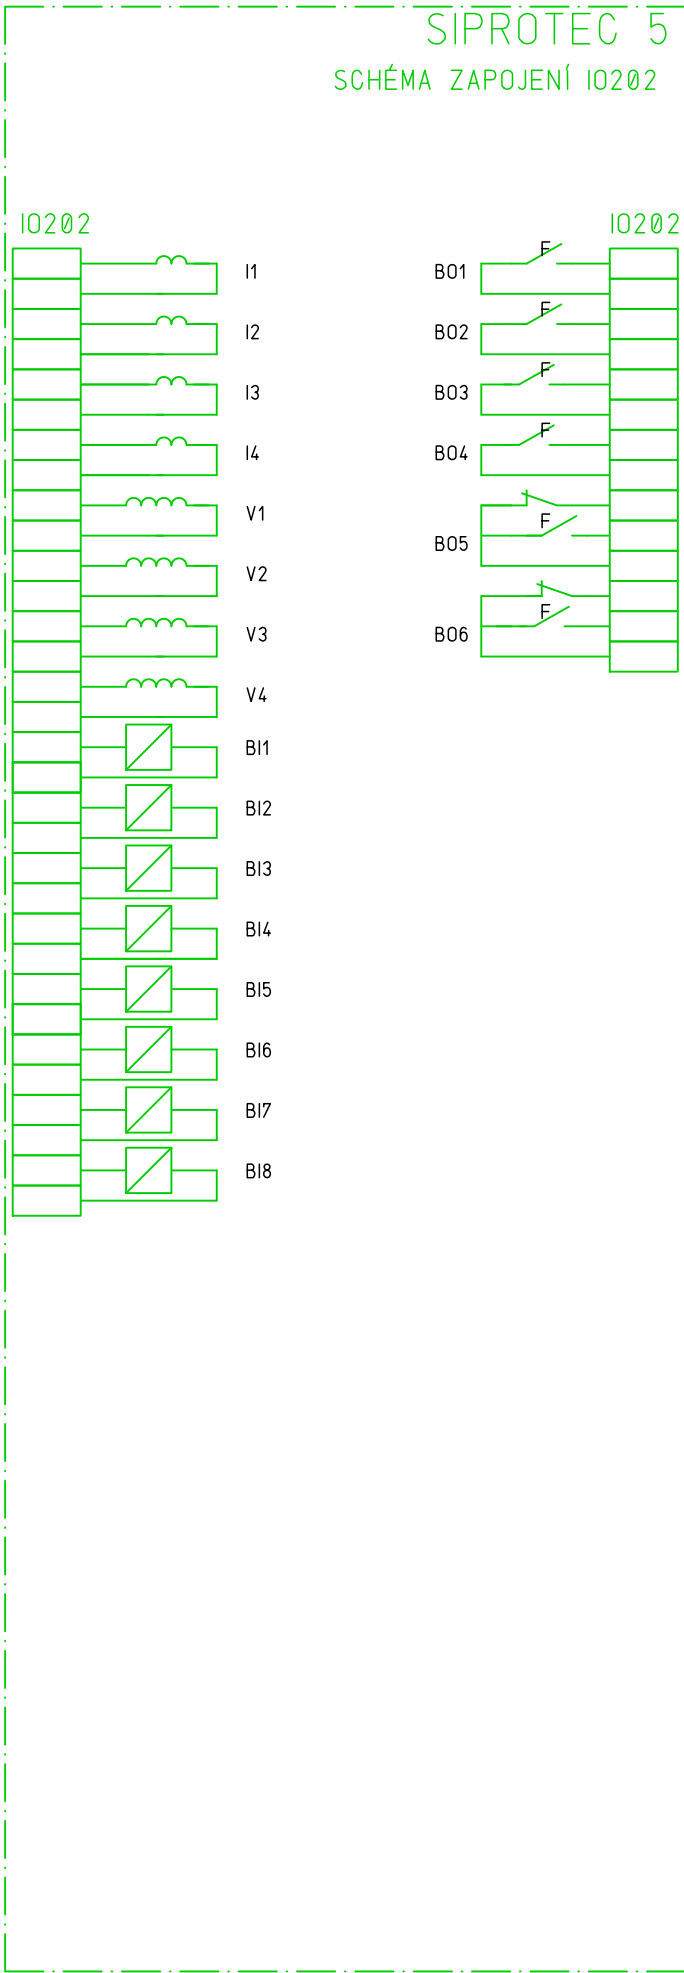 SIPROTEC 5
SCHÉMA ZAPOJENÍ IO202
IO202
IO202
I1
I2
I3
I4
V1
V2
V3
V4
BI1
BI2
BI3
BI4
BI5
BI6
BI7
BI8
F
BO1
F
BO2
F
BO3
F
BO4
F
BO5
F
BO6